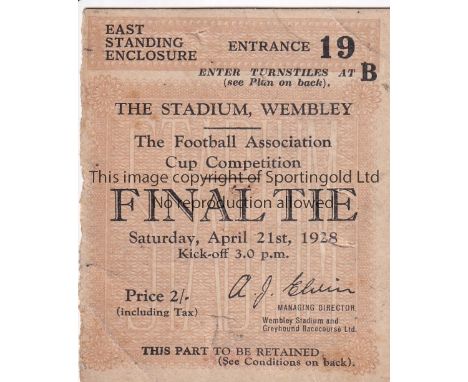 EAST
STANDING
ENCLOSURE
ENTRANCE 19
ENTER TURNSTILES AT B
(see Plan on back).
THE STADIUM, WEMBLEY
The Football Association
Cup Competition
This image copyright of Sportingold Ltd
FINAL TIE
No reproduction allowed
Saturday, April 21st, 1928
Kick-off 3.0 p.m.
Price 2/-
(including Tax)
A. J. Elvin
MANAGING DIRECTOR
Wembley Stadium and
Greyhound Racecourse Ltd.
THIS PART TO BE RETAINED
(See Conditions on back).